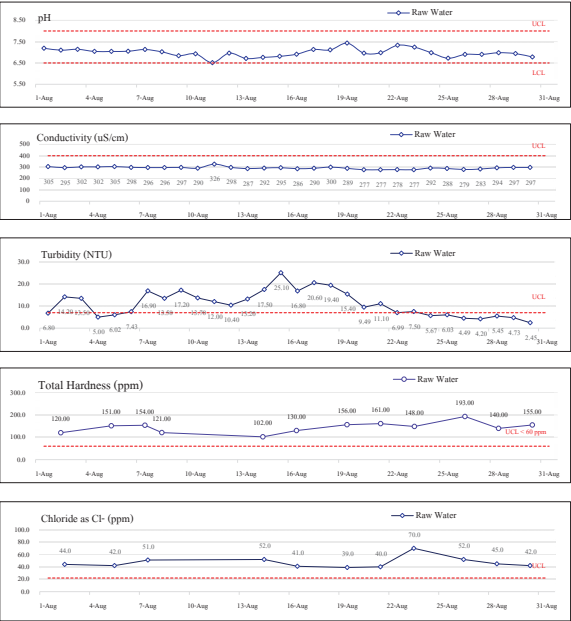 pH
Raw Water
8.50
UCL
7.50
6.50
LCL
5.50
1-Aug 4-Aug 7-Aug 10-Aug 13-Aug 16-Aug 19-Aug 22-Aug 25-Aug 28-Aug 31-Aug
Conductivity (uS/cm)
Raw Water
500
UCL
400
300
200
305 295 302 302 305 298 296 296 297 290 326 298 287 292 295 286 290 300 289 277 277 278 277 292 288 279 283 294 297 297
100
0
1-Aug 4-Aug 7-Aug 10-Aug 13-Aug 16-Aug 19-Aug 22-Aug 25-Aug 28-Aug 31-Aug
Turbidity (NTU)
Raw Water
30.0
20.0
UCL
10.0
0.0
6.80 14.20 13.50 5.00 6.02 7.43 16.90 13.50 17.20 13.70 12.00 10.40 13.20 17.50 25.10 16.80 20.60 19.40 15.40 9.49 11.10 6.99 7.50 5.67 6.03 4.49 4.20 5.45 4.73 2.45
1-Aug 4-Aug 7-Aug 10-Aug 13-Aug 16-Aug 19-Aug 22-Aug 25-Aug 28-Aug 31-Aug
Total Hardness (ppm)
Raw Water
300.0
200.0
120.00 151.00 154.00 121.00 102.00 130.00 156.00 161.00 148.00 193.00 140.00 155.00
UCL < 60 ppm
100.0
0.0
1-Aug 4-Aug 7-Aug 10-Aug 13-Aug 16-Aug 19-Aug 22-Aug 25-Aug 28-Aug 31-Aug
Chloride as Cl- (ppm)
Raw Water
100.0
80.0
44.0 42.0 51.0 52.0 41.0 39.0 40.0 70.0 52.0 45.0 42.0
60.0
40.0
UCL
20.0
0.0
1-Aug 4-Aug 7-Aug 10-Aug 13-Aug 16-Aug 19-Aug 22-Aug 25-Aug 28-Aug 31-Aug